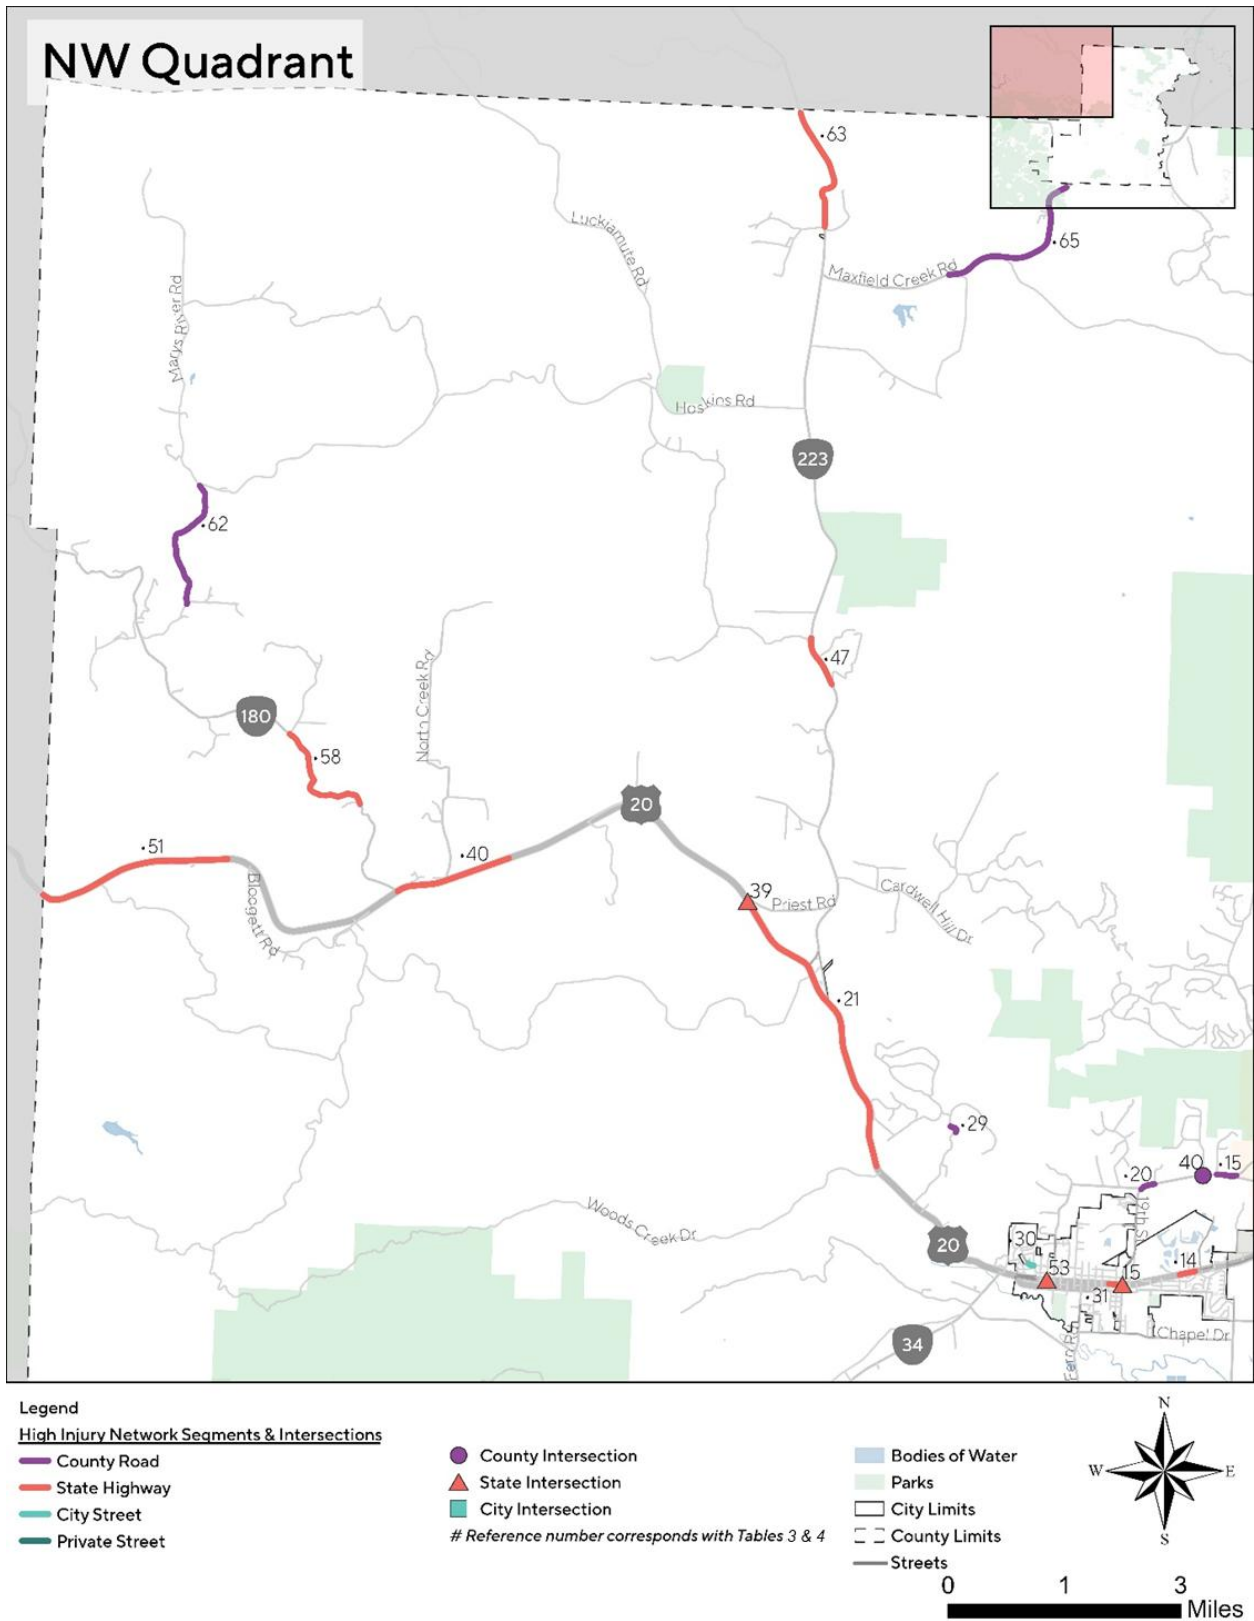 NW Quadrant
.63
Luckiamute Rd
.65
Maxfield Creek Rd
Marys River Rd
Hoskins Rd
223
.62
.47
North Creek Rd
180
.58
20
.51
.40
39
Priest Rd
Cardwell Hill Dr
Blodgett Rd
.21
.29
40
.15
.20
19th St
Woods Creek Dr
20
.30
53
15
.14
.31
34
Fern Rd
Chapel Dr
Legend
High Injury Network Segments & Intersections
County Road
State Highway
City Street
Private Street
County Intersection
State Intersection
City Intersection
# Reference number corresponds with Tables 3 & 4
Bodies of Water
Parks
City Limits
County Limits
Streets
N
W
E
S
0 1 3
Miles